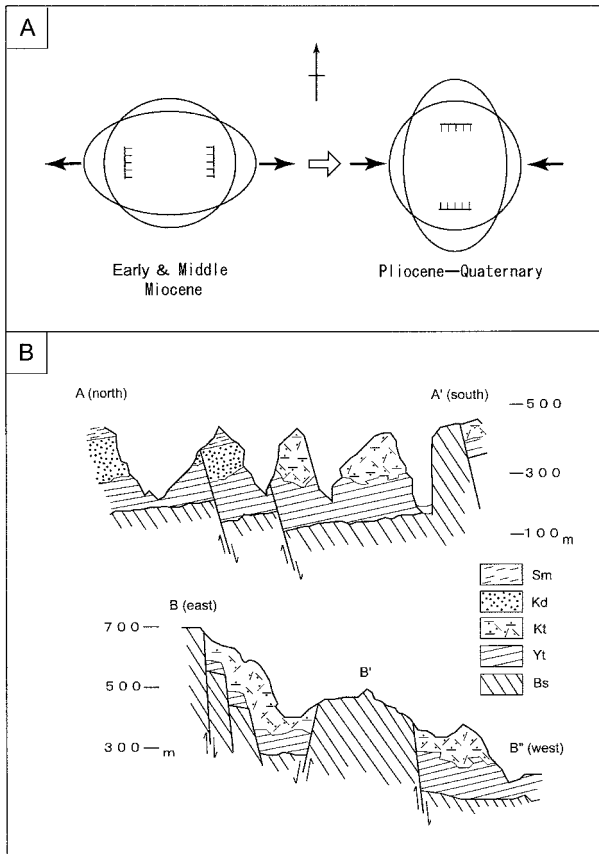 A
Early & Middle
Miocene
Pliocene—Quaternary
B
A (north)
A' (south)
500
300
100 m
Sm
Kd
Kt
Yt
Bs
B (east)
700
500
300 m
B'
B" (west)